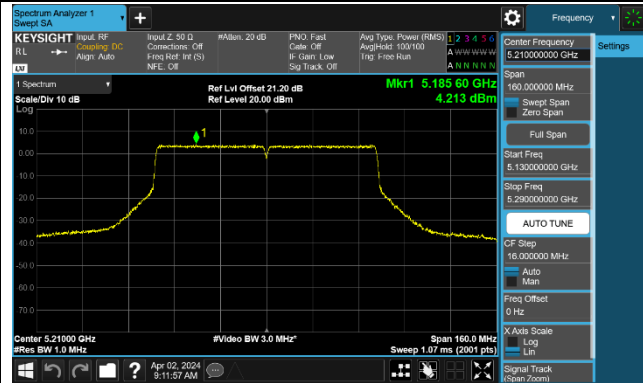 Spectrum Analyzer 1
Swept SA
Frequency
KEYSIGHT
RL
LXI
Input: RF
Coupling: DC
Align: Auto
Input Z: 50 Ω
Corrections: Off
Freq Ref: Int (S)
NFE: Off
#Atten: 20 dB
PNO: Fast
Gate: Off
IF Gain: Low
Sig Track: Off
Avg Type: Power (RMS)
Avg|Hold: 100/100
Trig: Free Run
1 2 3 4 5 6
A W W W W W
A N N N N N
1 Spectrum
Scale/Div 10 dB
Log
Ref Lvl Offset 21.20 dB
Ref Level 20.00 dBm
Mkr1 5.185 60 GHz
4.213 dBm
1
10.0
0.00
-10.0
-20.0
-30.0
-40.0
-50.0
-60.0
-70.0
Center 5.21000 GHz
#Res BW 1.0 MHz
#Video BW 3.0 MHz*
Span 160.0 MHz
Sweep 1.07 ms (2001 pts)
Center Frequency
5.210000000 GHz
Span
160.000000 MHz
Swept Span
Zero Span
Full Span
Start Freq
5.130000000 GHz
Stop Freq
5.290000000 GHz
AUTO TUNE
CF Step
16.000000 MHz
Auto
Man
Freq Offset
0 Hz
X Axis Scale
Log
Lin
Signal Track
(Span Zoom)
Settings
?
Apr 02, 2024
9:11:57 AM